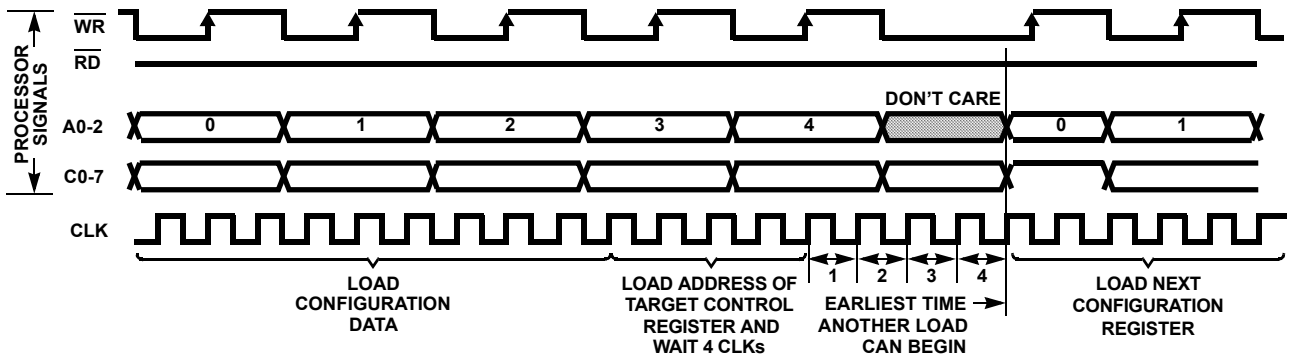 PROCESSOR
SIGNALS
WR
RD
DON'T CARE
A0-2
0 1 2 3 4 0 1
C0-7
CLK
1 2 3 4
LOAD
CONFIGURATION
DATA
LOAD ADDRESS OF
TARGET CONTROL
REGISTER AND
WAIT 4 CLKs
EARLIEST TIME
ANOTHER LOAD
CAN BEGIN
LOAD NEXT
CONFIGURATION
REGISTER